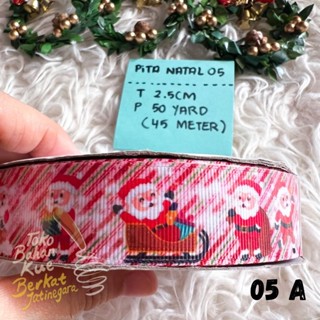 PITA NATAL 05
T 2.5CM
P 50 YARD
(45 METER)
Toko
Bahan
Kue
Berkat
Jatinegara
05 A